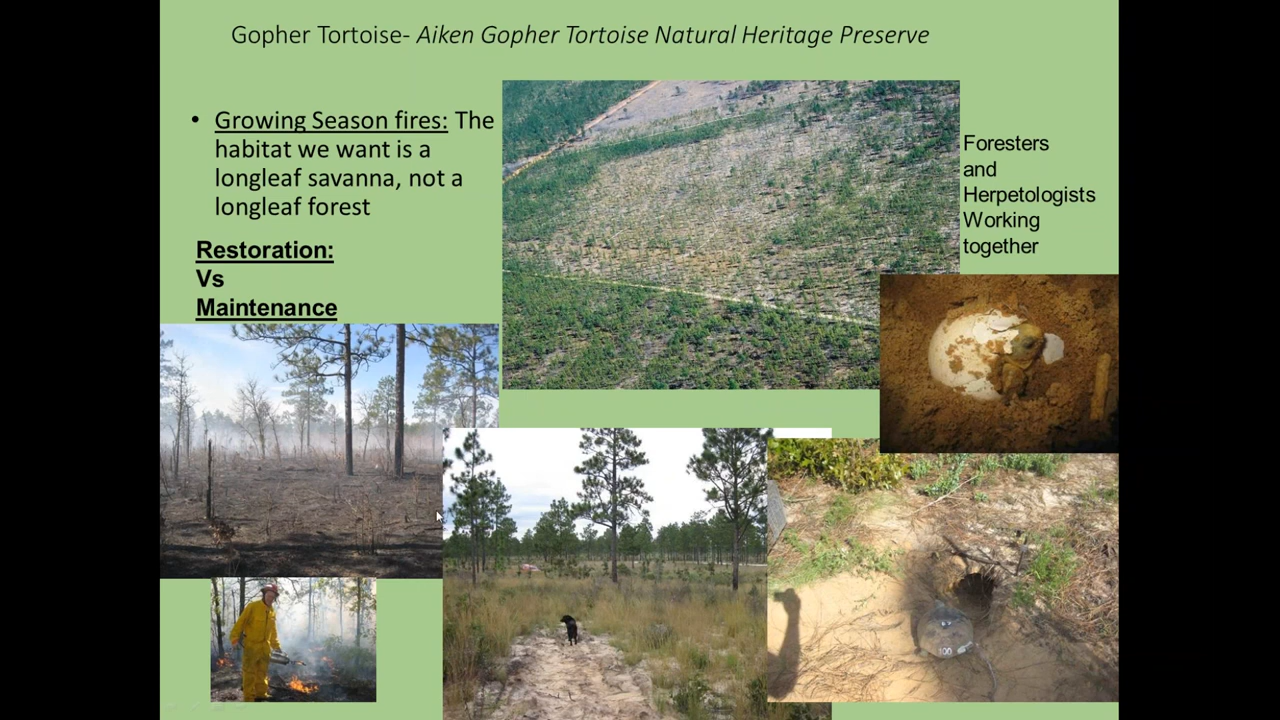 Gopher Tortoise- Aiken Gopher Tortoise Natural Heritage Preserve
• Growing Season fires: The
habitat we want is a
longleaf savanna, not a
longleaf forest
Restoration:
Vs
Maintenance
Foresters
and
Herpetologists
Working
together
100